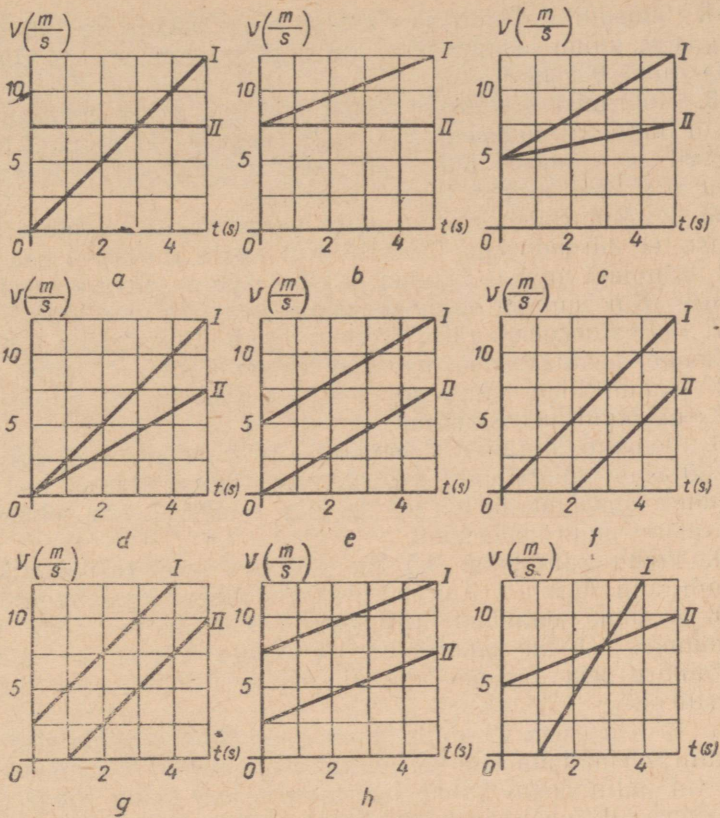 V(m/s) V(m/s) V(m/s)
I I I
10 10 10
II II II
5 5 5
0 2 4 t(s) 0 2 4 t(s) 0 2 4 t(s)
a b c
V(m/s) V(m/s) V(m/s)
I I I
10 10 10
II II II
5 5 5
0 2 4 t(s) 0 2 4 t(s) 0 2 4 t(s)
d e f
V(m/s) V(m/s) V(m/s)
I I I
10 II 10 10 II
II
5 5 5
0 2 4 t(s) 0 2 4 t(s) 0 2 4 t(s)
g h